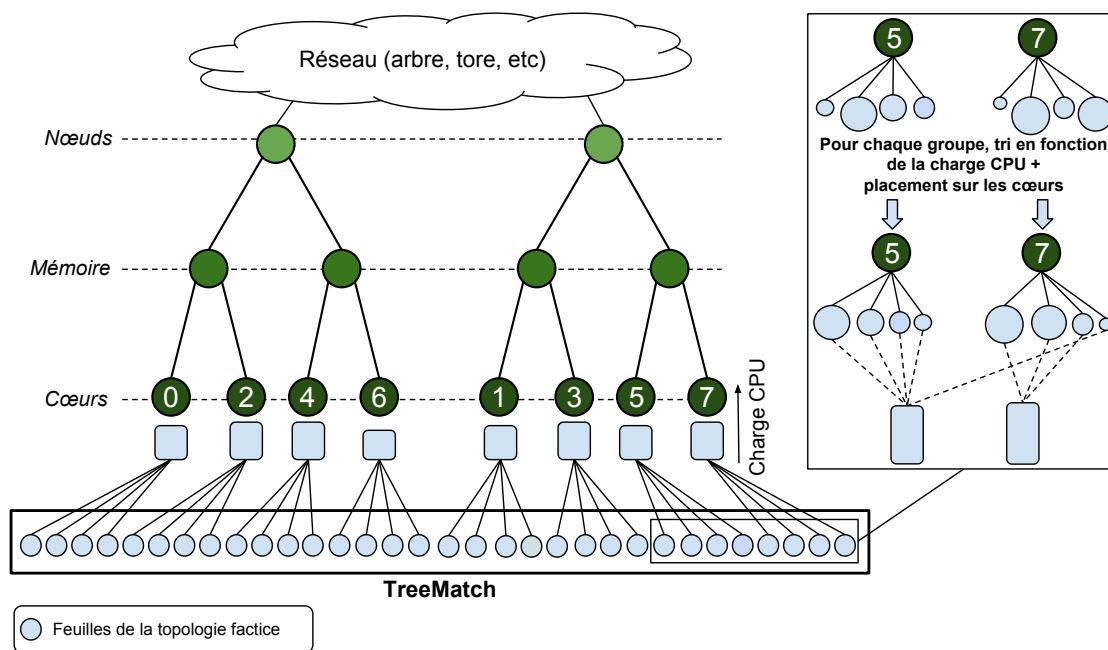 Réseau (arbre, tore, etc)
Nœuds
Mémoire
Cœurs
0
2
4
6
1
3
5
7
Charge CPU
TreeMatch
Feuilles de la topologie factice
5
7
Pour chaque groupe, tri en fonction
de la charge CPU +
placement sur les cœurs
5
7